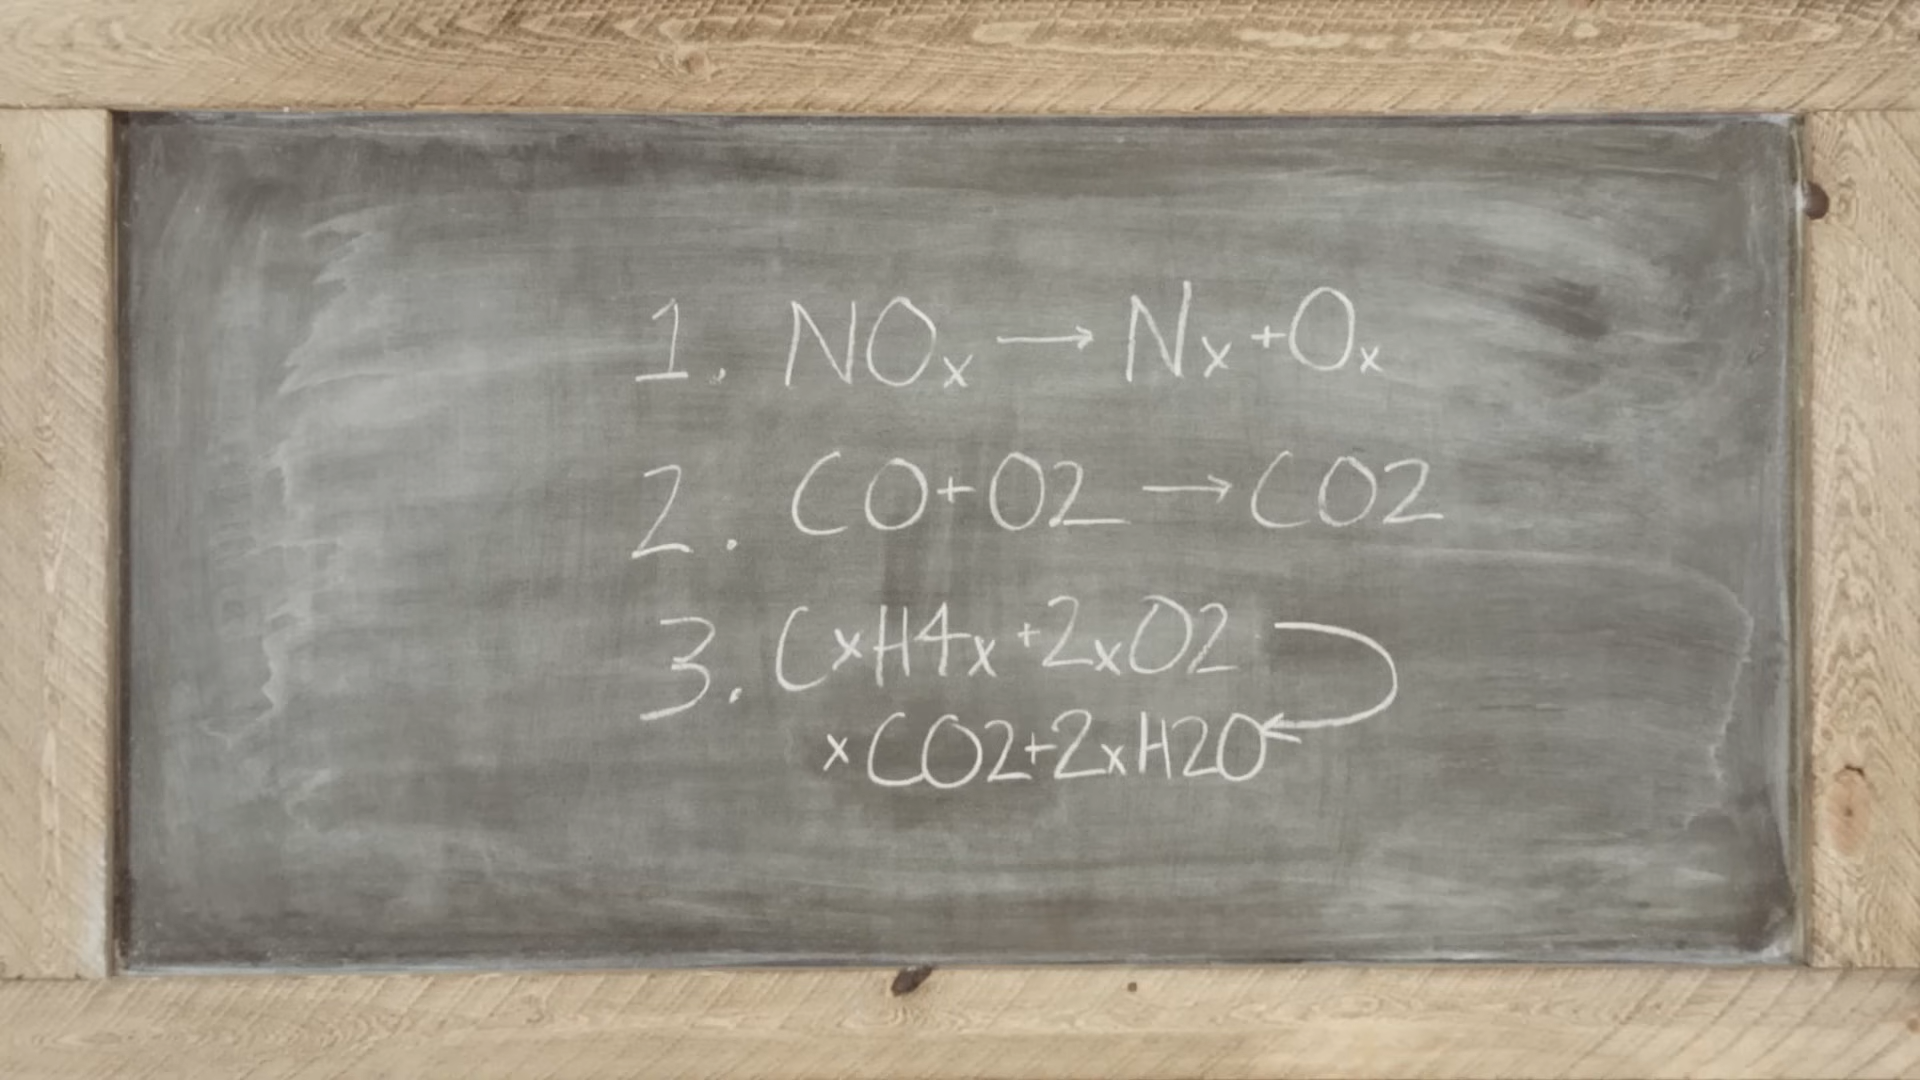 1. NOx → Nx + Ox
2. CO + O2 → CO2
3. CxH4x + 2xO2
xCO2 + 2xH2O